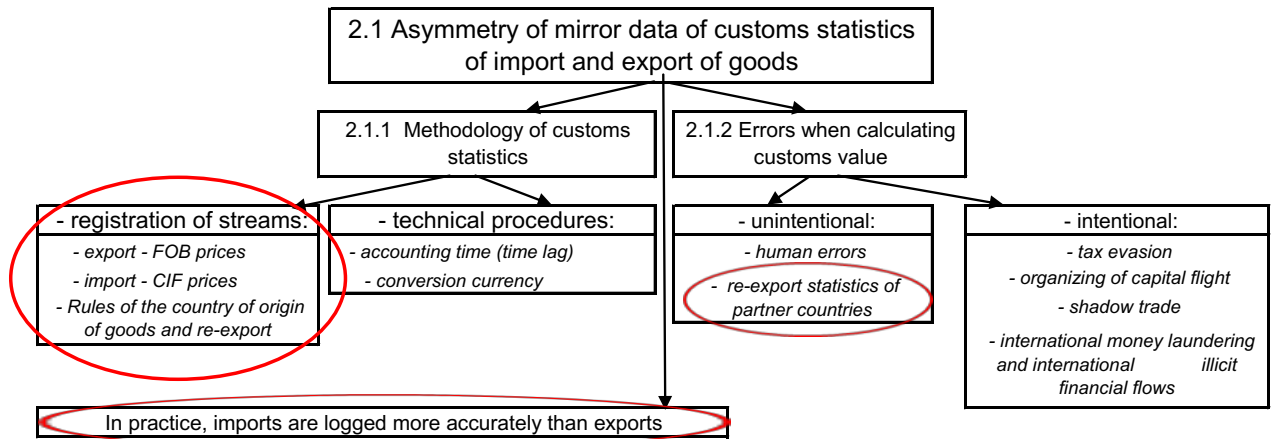 2.1 Asymmetry of mirror data of customs statistics
of import and export of goods
2.1.1 Methodology of customs
statistics
2.1.2 Errors when calculating
customs value
- registration of streams:
- export - FOB prices
- import - CIF prices
- Rules of the country of origin
of goods and re-export
- technical procedures:
- accounting time (time lag)
- conversion currency
- unintentional:
- human errors
- re-export statistics of
partner countries
- intentional:
- tax evasion
- organizing of capital flight
- shadow trade
- international money laundering
and international illicit
financial flows
In practice, imports are logged more accurately than exports